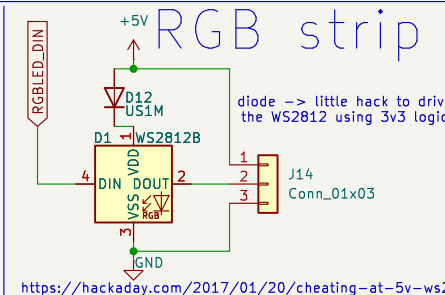 RGB strip
+5V
RGBLED_DIN
D12
US1M
diode -> little hack to driv
the WS2812 using 3v3 logic
D1 WS2812B
1
VDD
4 DIN DOUT 2
VSS
RGB
3
1
2
3
J14
Conn_01x03
GND
https://hackaday.com/2017/01/20/cheating-at-5v-ws2